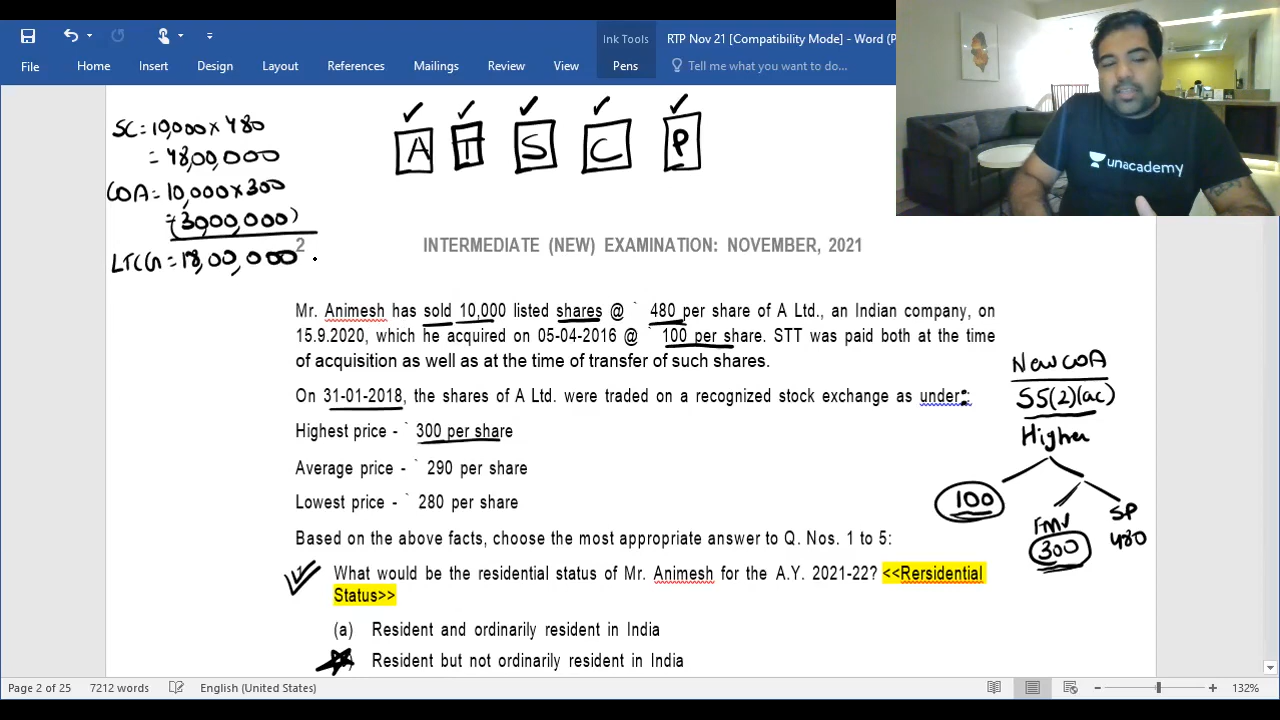 Ink Tools
RTP Nov 21 [Compatibility Mode] - Word (P
File
Home
Insert
Design
Layout
References
Mailings
Review
View
Pens
Tell me what you want to do...
unacademy
SC = 10,000 x 480
= 48,00,000
COA = 10,000 x 300
= (30,00,000)
LTCG = 18,00,000
A T S C P
2
INTERMEDIATE (NEW) EXAMINATION: NOVEMBER, 2021
Mr. Animesh has sold 10,000 listed shares @ ` 480 per share of A Ltd., an Indian company, on
15.9.2020, which he acquired on 05-04-2016 @ ` 100 per share. STT was paid both at the time
of acquisition as well as at the time of transfer of such shares.
On 31-01-2018, the shares of A Ltd. were traded on a recognized stock exchange as under:
Highest price - ` 300 per share
Average price - ` 290 per share
Lowest price - ` 280 per share
Based on the above facts, choose the most appropriate answer to Q. Nos. 1 to 5:
What would be the residential status of Mr. Animesh for the A.Y. 2021-22? <<Rersidential
Status>>
(a) Resident and ordinarily resident in India
Resident but not ordinarily resident in India
New COA
55(2)(ac)
Higher
100
FMV
300
SP
480
Page 2 of 25
7212 words
English (United States)
132%